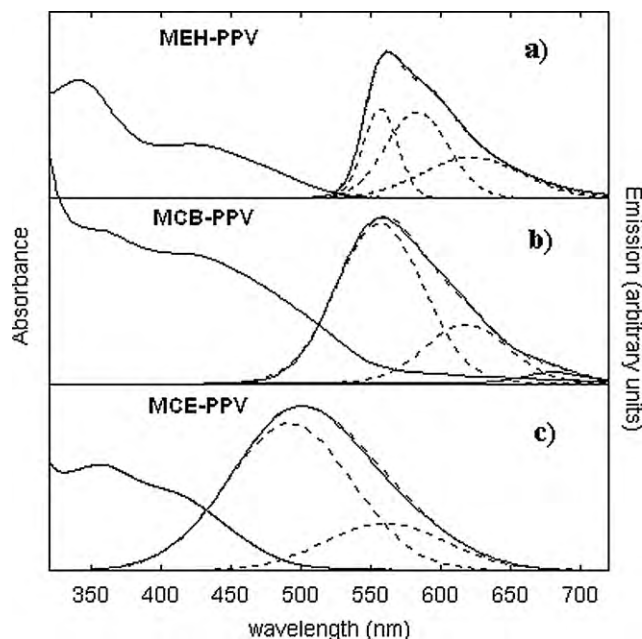 MEH-PPV
a)
MCB-PPV
b)
MCE-PPV
c)
Absorbance
Emission (arbitrary units)
350 400 450 500 550 600 650 700
wavelength (nm)